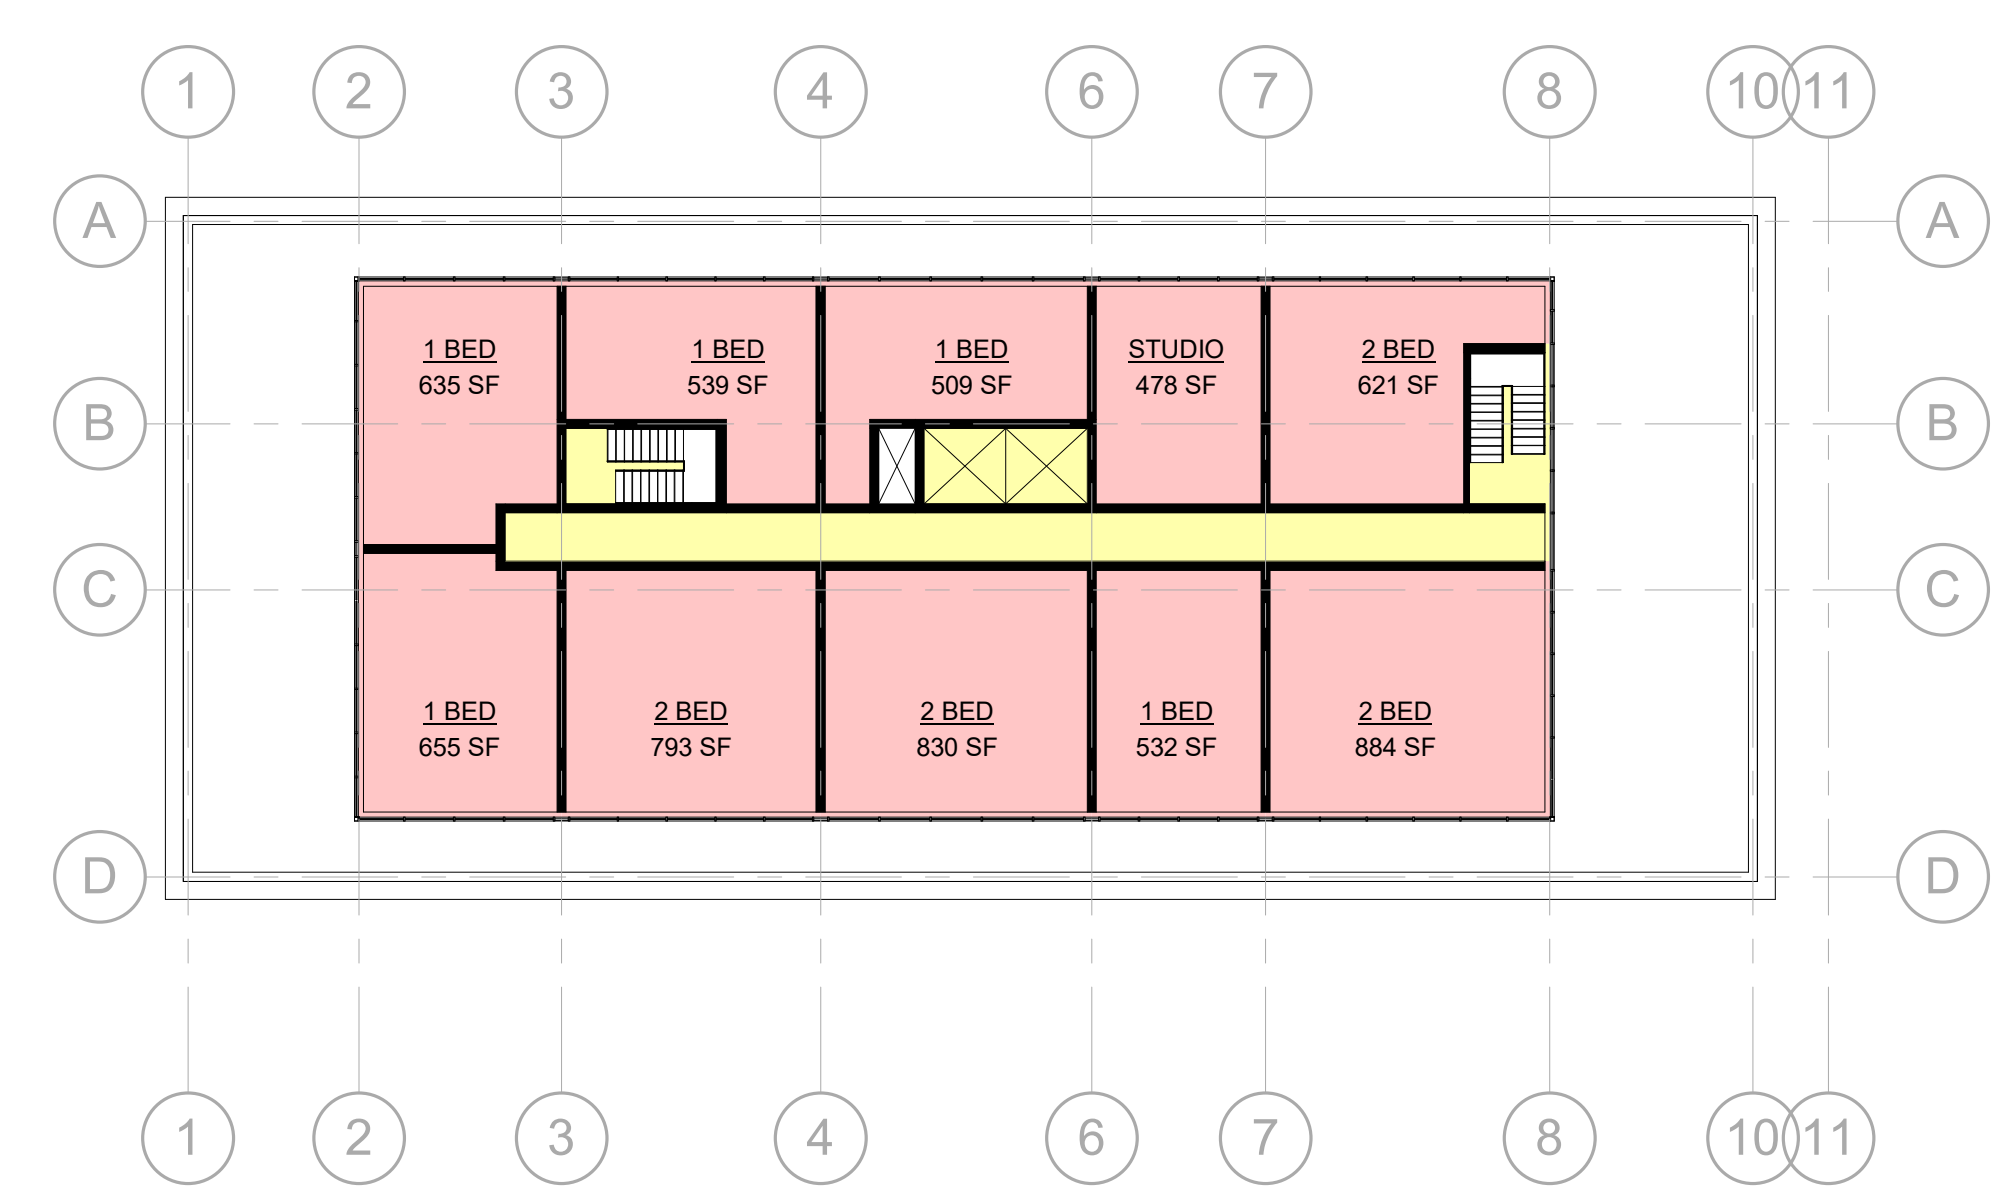 1 2 3 4 6 7 8 10 11
A A
1 BED 1 BED 1 BED STUDIO 2 BED
635 SF 539 SF 509 SF 478 SF 621 SF
B B
C C
1 BED 2 BED 2 BED 1 BED 2 BED
655 SF 793 SF 830 SF 532 SF 884 SF
D D
1 2 3 4 6 7 8 10 11